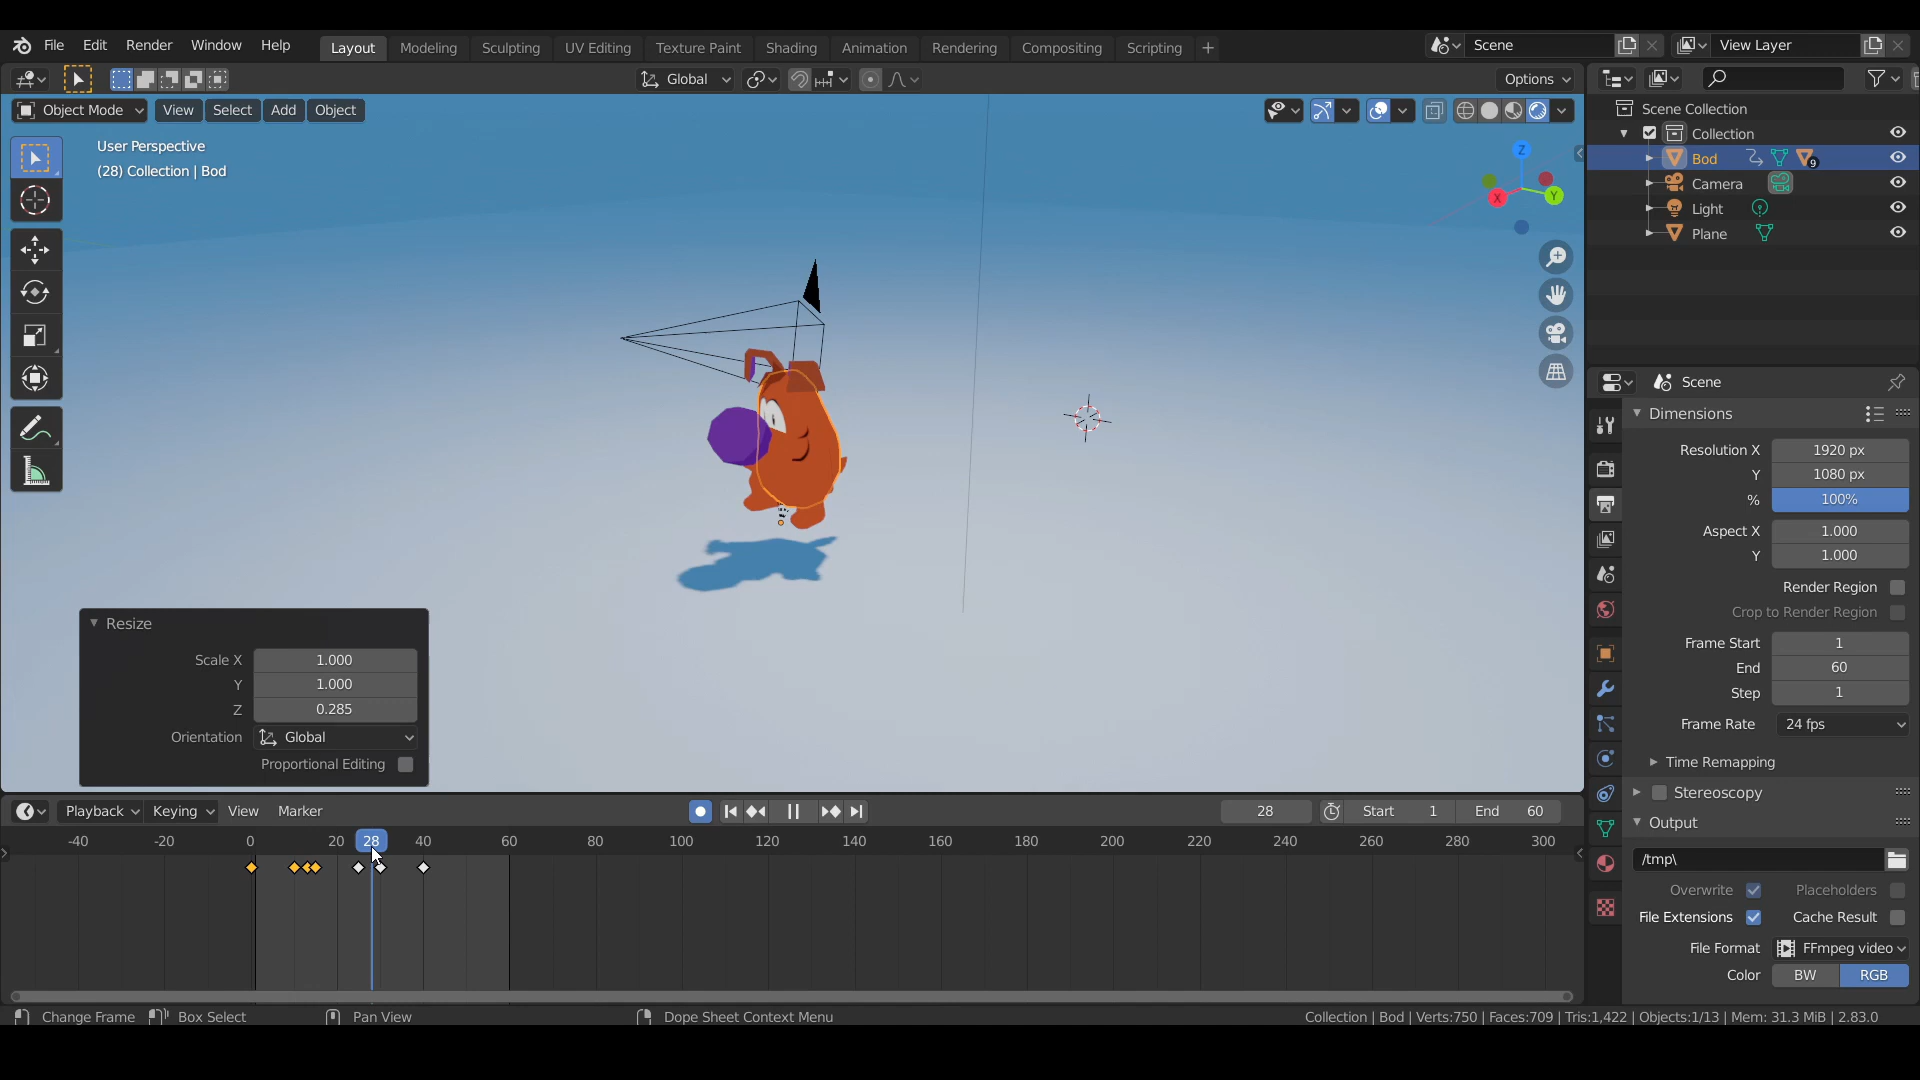 File Edit Render Window Help Layout Modeling Sculpting UV Editing Texture Paint Shading Animation Rendering Compositing Scripting + Scene View Layer
Global Options
Object Mode View Select Add Object
User Perspective
(28) Collection | Bod
Z
X
Y
Scene Collection
Collection
Bod 9
Camera
Light
Plane
Scene
Dimensions
Resolution X 1920 px
Y 1080 px
% 100%
Aspect X 1.000
Y 1.000
Render Region
Crop to Render Region
Frame Start 1
End 60
Step 1
Frame Rate 24 fps
Time Remapping
Stereoscopy
Output
/tmp\
Overwrite Placeholders
File Extensions Cache Result
File Format FFmpeg video
Color BW RGB
Resize
Scale X 1.000
Y 1.000
Z 0.285
Orientation Global
Proportional Editing
Playback Keying View Marker 28 Start 1 End 60
-40 -20 0 20 28 40 60 80 100 120 140 160 180 200 220 240 260 280 300
Change Frame Box Select Pan View Dope Sheet Context Menu Collection | Bod | Verts:750 | Faces:709 | Tris:1,422 | Objects:1/13 | Mem: 31.3 MiB | 2.83.0